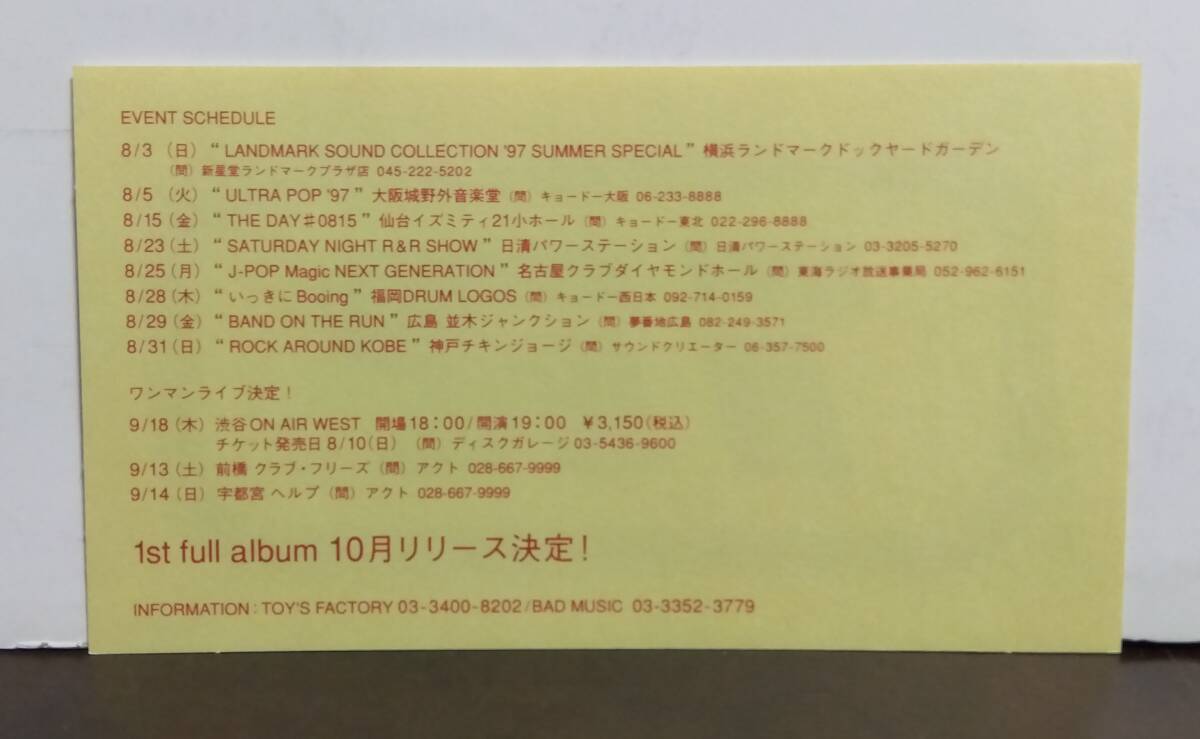 EVENT SCHEDULE
8/3 (日) “ LANDMARK SOUND COLLECTION '97 SUMMER SPECIAL ” 横浜ランドマークドックヤードガーデン
(問) 新星堂ランドマークプラザ店 045-222-5202
8/5 (火) “ ULTRA POP '97 ” 大阪城野外音楽堂 (問) キョードー大阪 06-233-8888
8/15 (金) “ THE DAY♯0815 ” 仙台イズミティ21小ホール (問) キョードー東北 022-296-8888
8/23 (土) “ SATURDAY NIGHT R&R SHOW ” 日清パワーステーション (問) 日清パワーステーション 03-3205-5270
8/25 (月) “ J-POP Magic NEXT GENERATION ” 名古屋クラブダイヤモンドホール (問) 東海ラジオ放送事業局 052-962-6151
8/28 (木) “ いっきにBooing ” 福岡DRUM LOGOS (問) キョードー西日本 092-714-0159
8/29 (金) “ BAND ON THE RUN ” 広島 並木ジャンクション (問) 夢番地広島 082-249-3571
8/31 (日) “ ROCK AROUND KOBE ” 神戸チキンジョージ (問) サウンドクリエーター 06-357-7500
ワンマンライブ決定!
9/18 (木) 渋谷ON AIR WEST 開場18:00/開演19:00 ¥3,150(税込)
チケット発売日 8/10(日) (問) ディスクガレージ 03-5436-9600
9/13 (土) 前橋 クラブ・フリーズ (問) アクト 028-667-9999
9/14 (日) 宇都宮 ヘルプ (問) アクト 028-667-9999
1st full album 10月リリース決定!
INFORMATION : TOY'S FACTORY 03-3400-8202/BAD MUSIC 03-3352-3779